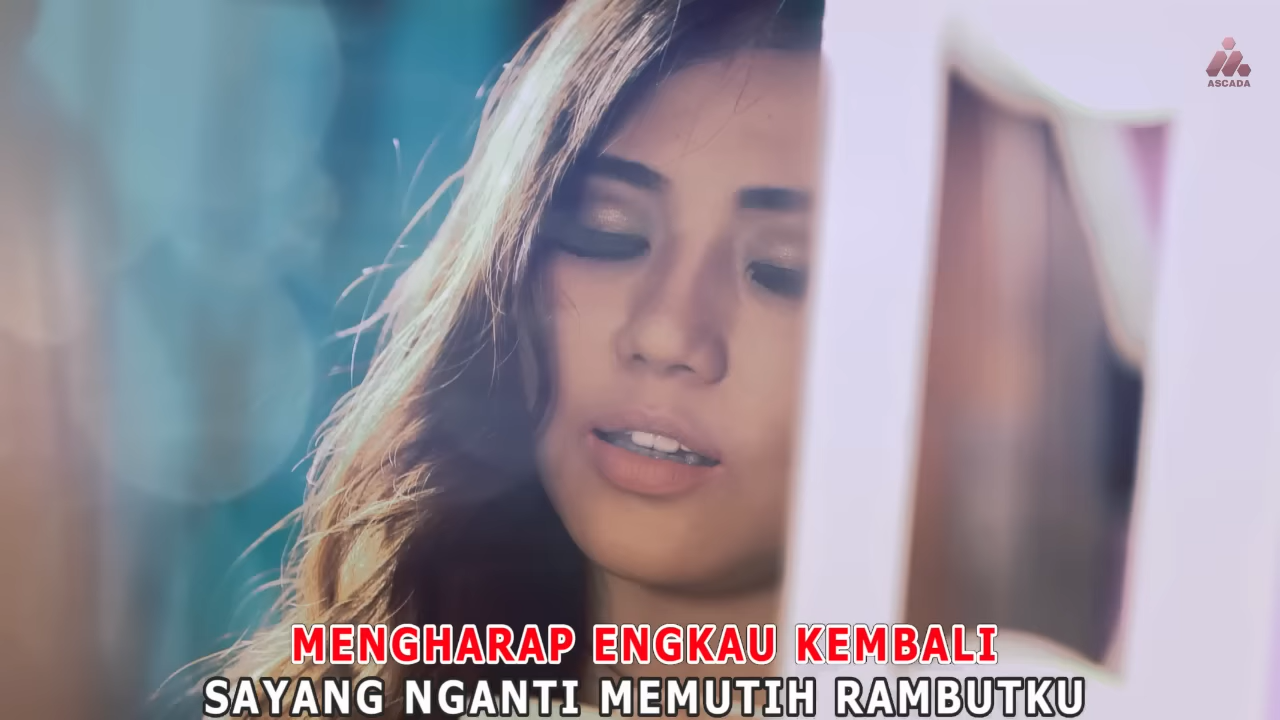 ASCADA
MENGHARAP ENGKAU KEMBALI
SAYANG NGANTI MEMUTIH RAMBUTKU